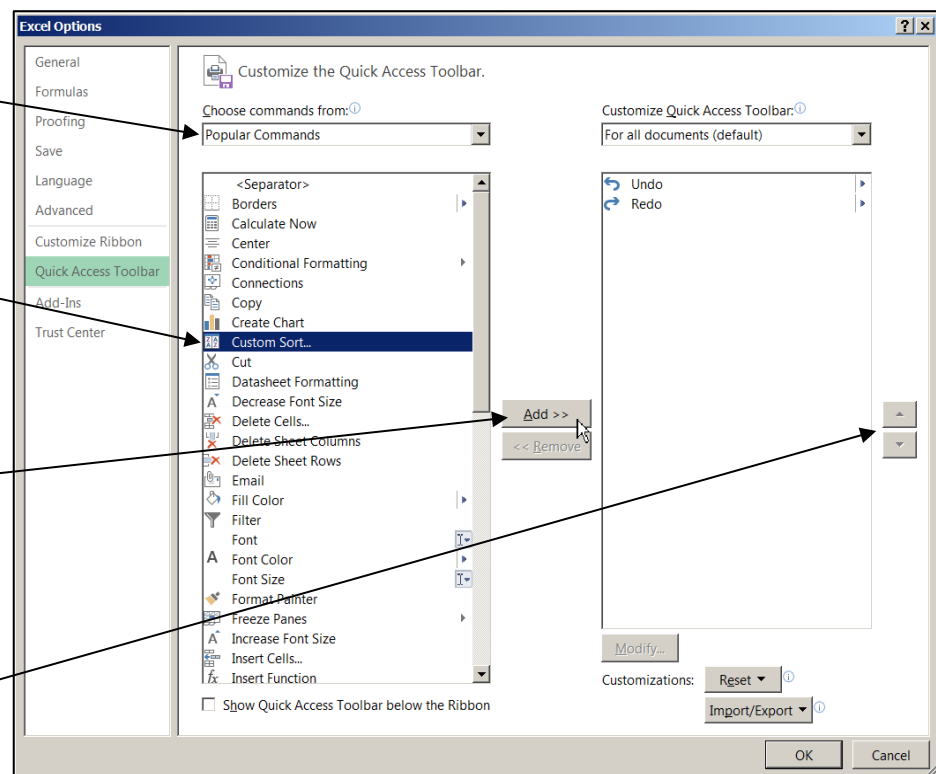 Excel Options
General
Formulas
Proofing
Save
Language
Advanced
Customize Ribbon
Quick Access Toolbar
Add-Ins
Trust Center
Customize the Quick Access Toolbar.
Choose commands from:
Popular Commands
<Separator>
Borders
Calculate Now
Center
Conditional Formatting
Connections
Copy
Create Chart
Custom Sort...
Cut
Datasheet Formatting
Decrease Font Size
Delete Cells...
Delete Sheet Columns
Delete Sheet Rows
Email
Fill Color
Filter
Font
Font Color
Font Size
Format Painter
Freeze Panes
Increase Font Size
Insert Cells...
Insert Function
Show Quick Access Toolbar below the Ribbon
Add >>
<< Remove
Customize Quick Access Toolbar:
For all documents (default)
Undo
Redo
Modify...
Customizations: Reset
Import/Export
OK Cancel